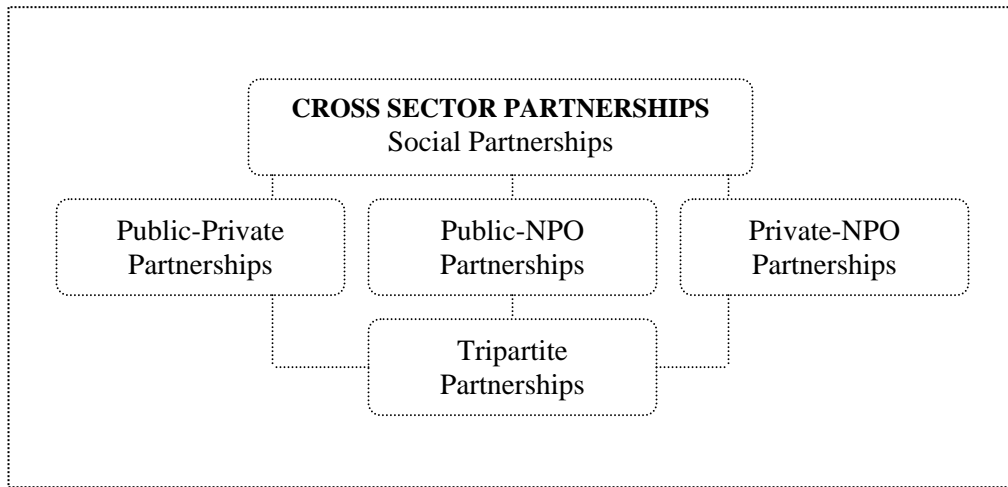 CROSS SECTOR PARTNERSHIPS
Social Partnerships
Public-Private
Partnerships
Public-NPO
Partnerships
Private-NPO
Partnerships
Tripartite
Partnerships